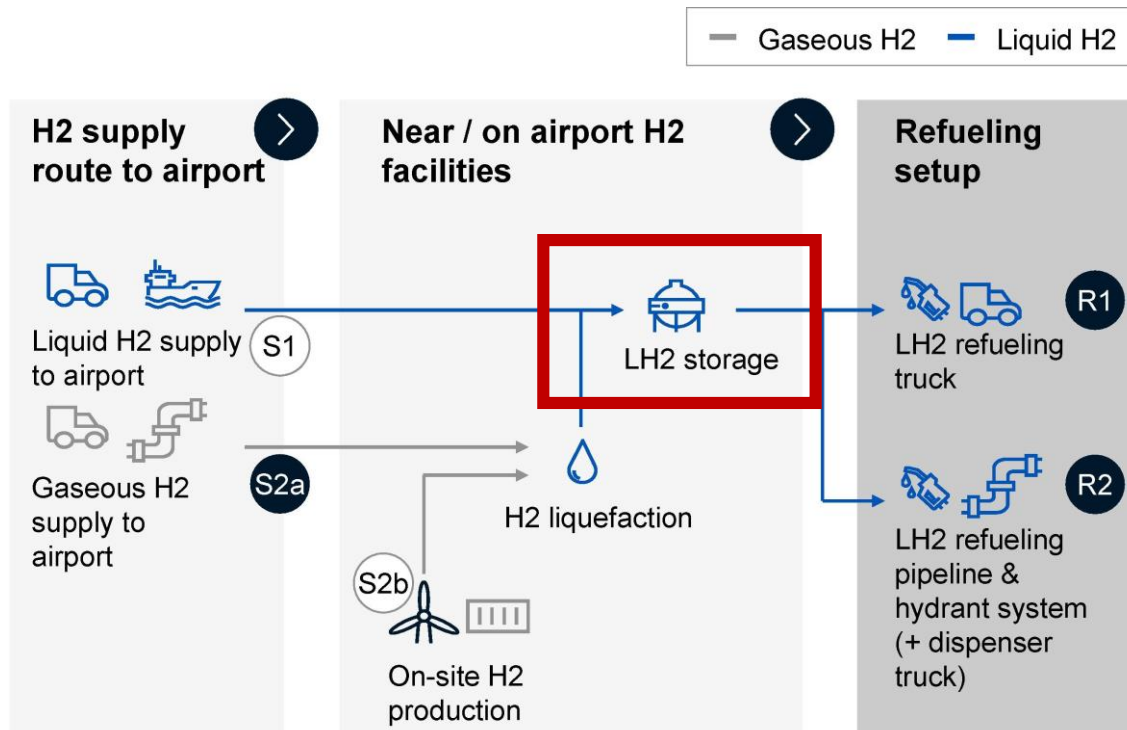 Gaseous H2
Liquid H2
H2 supply
route to airport
Near / on airport H2
facilities
Refueling
setup
Liquid H2 supply
to airport
S1
LH2 storage
LH2 refueling
truck
R1
Gaseous H2
supply to
airport
S2a
H2 liquefaction
LH2 refueling
pipeline &
hydrant system
(+ dispenser
truck)
R2
S2b
On-site H2
production